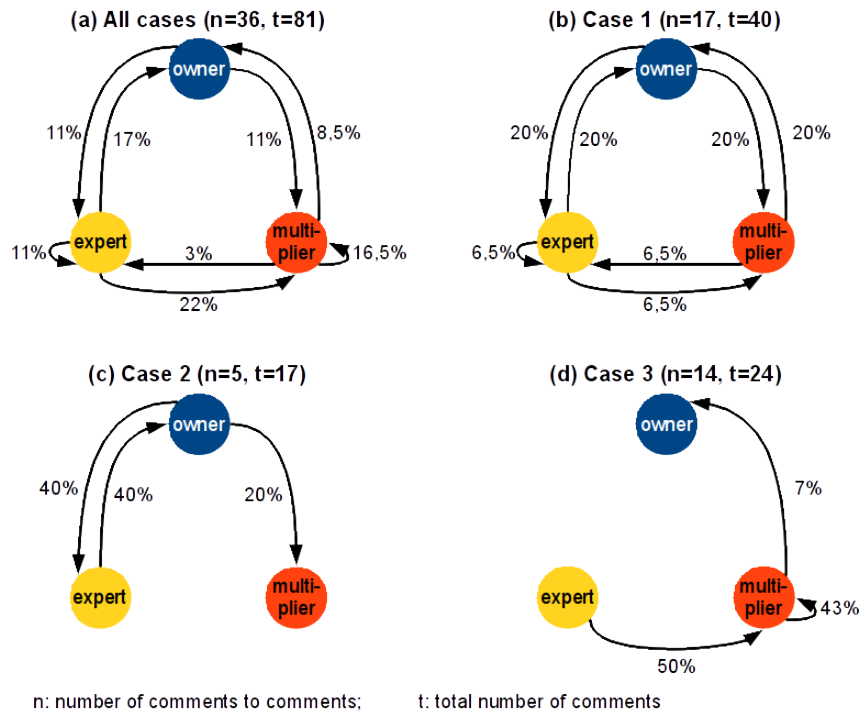 (a) All cases (n=36, t=81)
owner
11%
17%
11%
8,5%
expert
multi-
plier
11%
3%
16,5%
22%
(b) Case 1 (n=17, t=40)
owner
20%
20%
20%
20%
expert
multi-
plier
6,5%
6,5%
6,5%
(c) Case 2 (n=5, t=17)
owner
40%
40%
20%
expert
multi-
plier
(d) Case 3 (n=14, t=24)
owner
7%
expert
multi-
plier
43%
50%
n: number of comments to comments; t: total number of comments